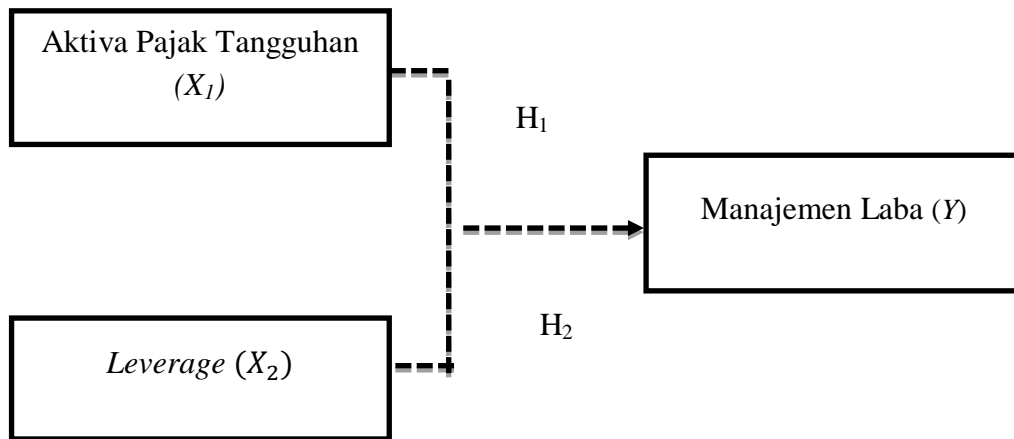 Aktiva Pajak Tangguhan
(X₁)
H₁
Manajemen Laba (Y)
H₂
Leverage (X₂)